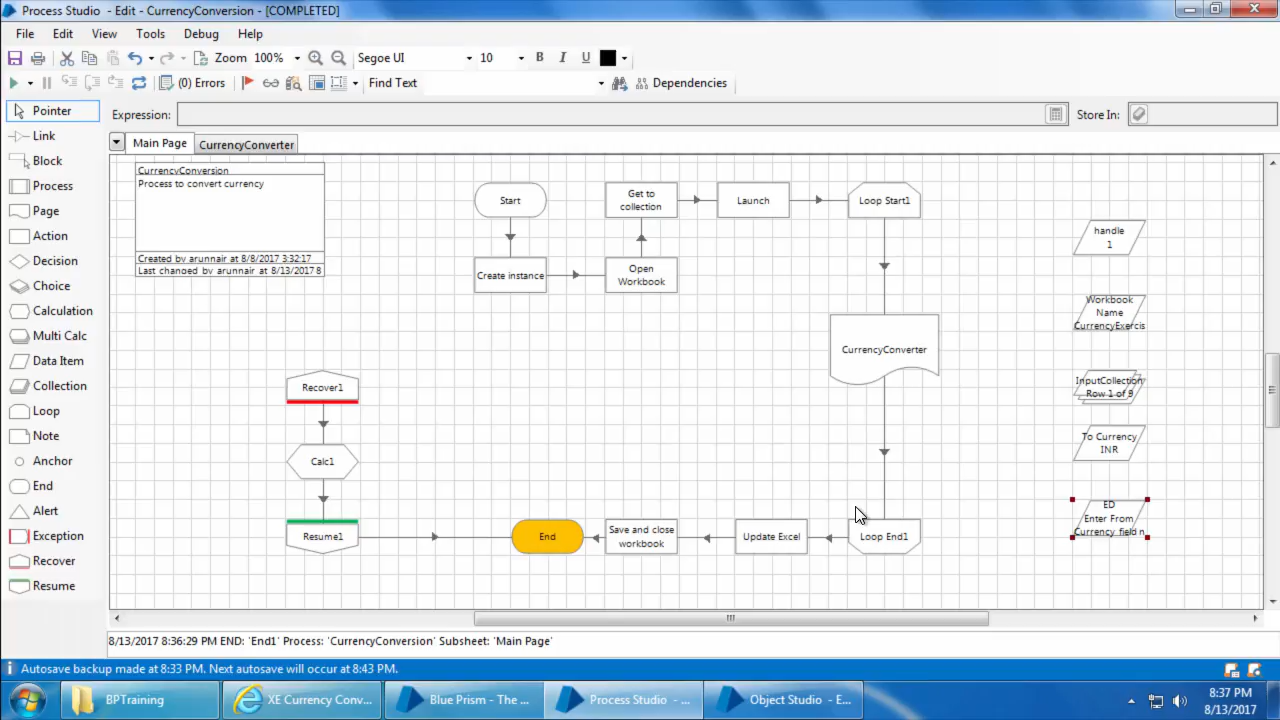 Process Studio - Edit - CurrencyConversion - [COMPLETED]
File Edit View Tools Debug Help
Zoom 100% Segoe UI 10 B I U
(0) Errors Find Text Dependencies
Pointer
Link
Block
Process
Page
Action
Decision
Choice
Calculation
Multi Calc
Data Item
Collection
Loop
Note
Anchor
End
Alert
Exception
Recover
Resume
Expression: Store In:
Main Page CurrencyConverter
CurrencyConversion
Process to convert currency
Created by arunnair at 8/8/2017 3:32:17
Last changed by arunnair at 8/13/2017 8
Start
Create instance
Get to
collection
Open
Workbook
Launch
Loop Start1
CurrencyConverter
Loop End1
Update Excel
Save and close
workbook
End
Recover1
Calc1
Resume1
handle
1
Workbook
Name
CurrencyExercis
InputCollection
Row 1 of 9
To Currency
INR
ED
Enter From
Currency field n
8/13/2017 8:36:29 PM END: 'End1' Process: 'CurrencyConversion' Subsheet: 'Main Page'
Autosave backup made at 8:33 PM. Next autosave will occur at 8:43 PM.
BPTraining
XE Currency Conv...
Blue Prism - The ...
Process Studio - ...
Object Studio - E...
8:37 PM
8/13/2017